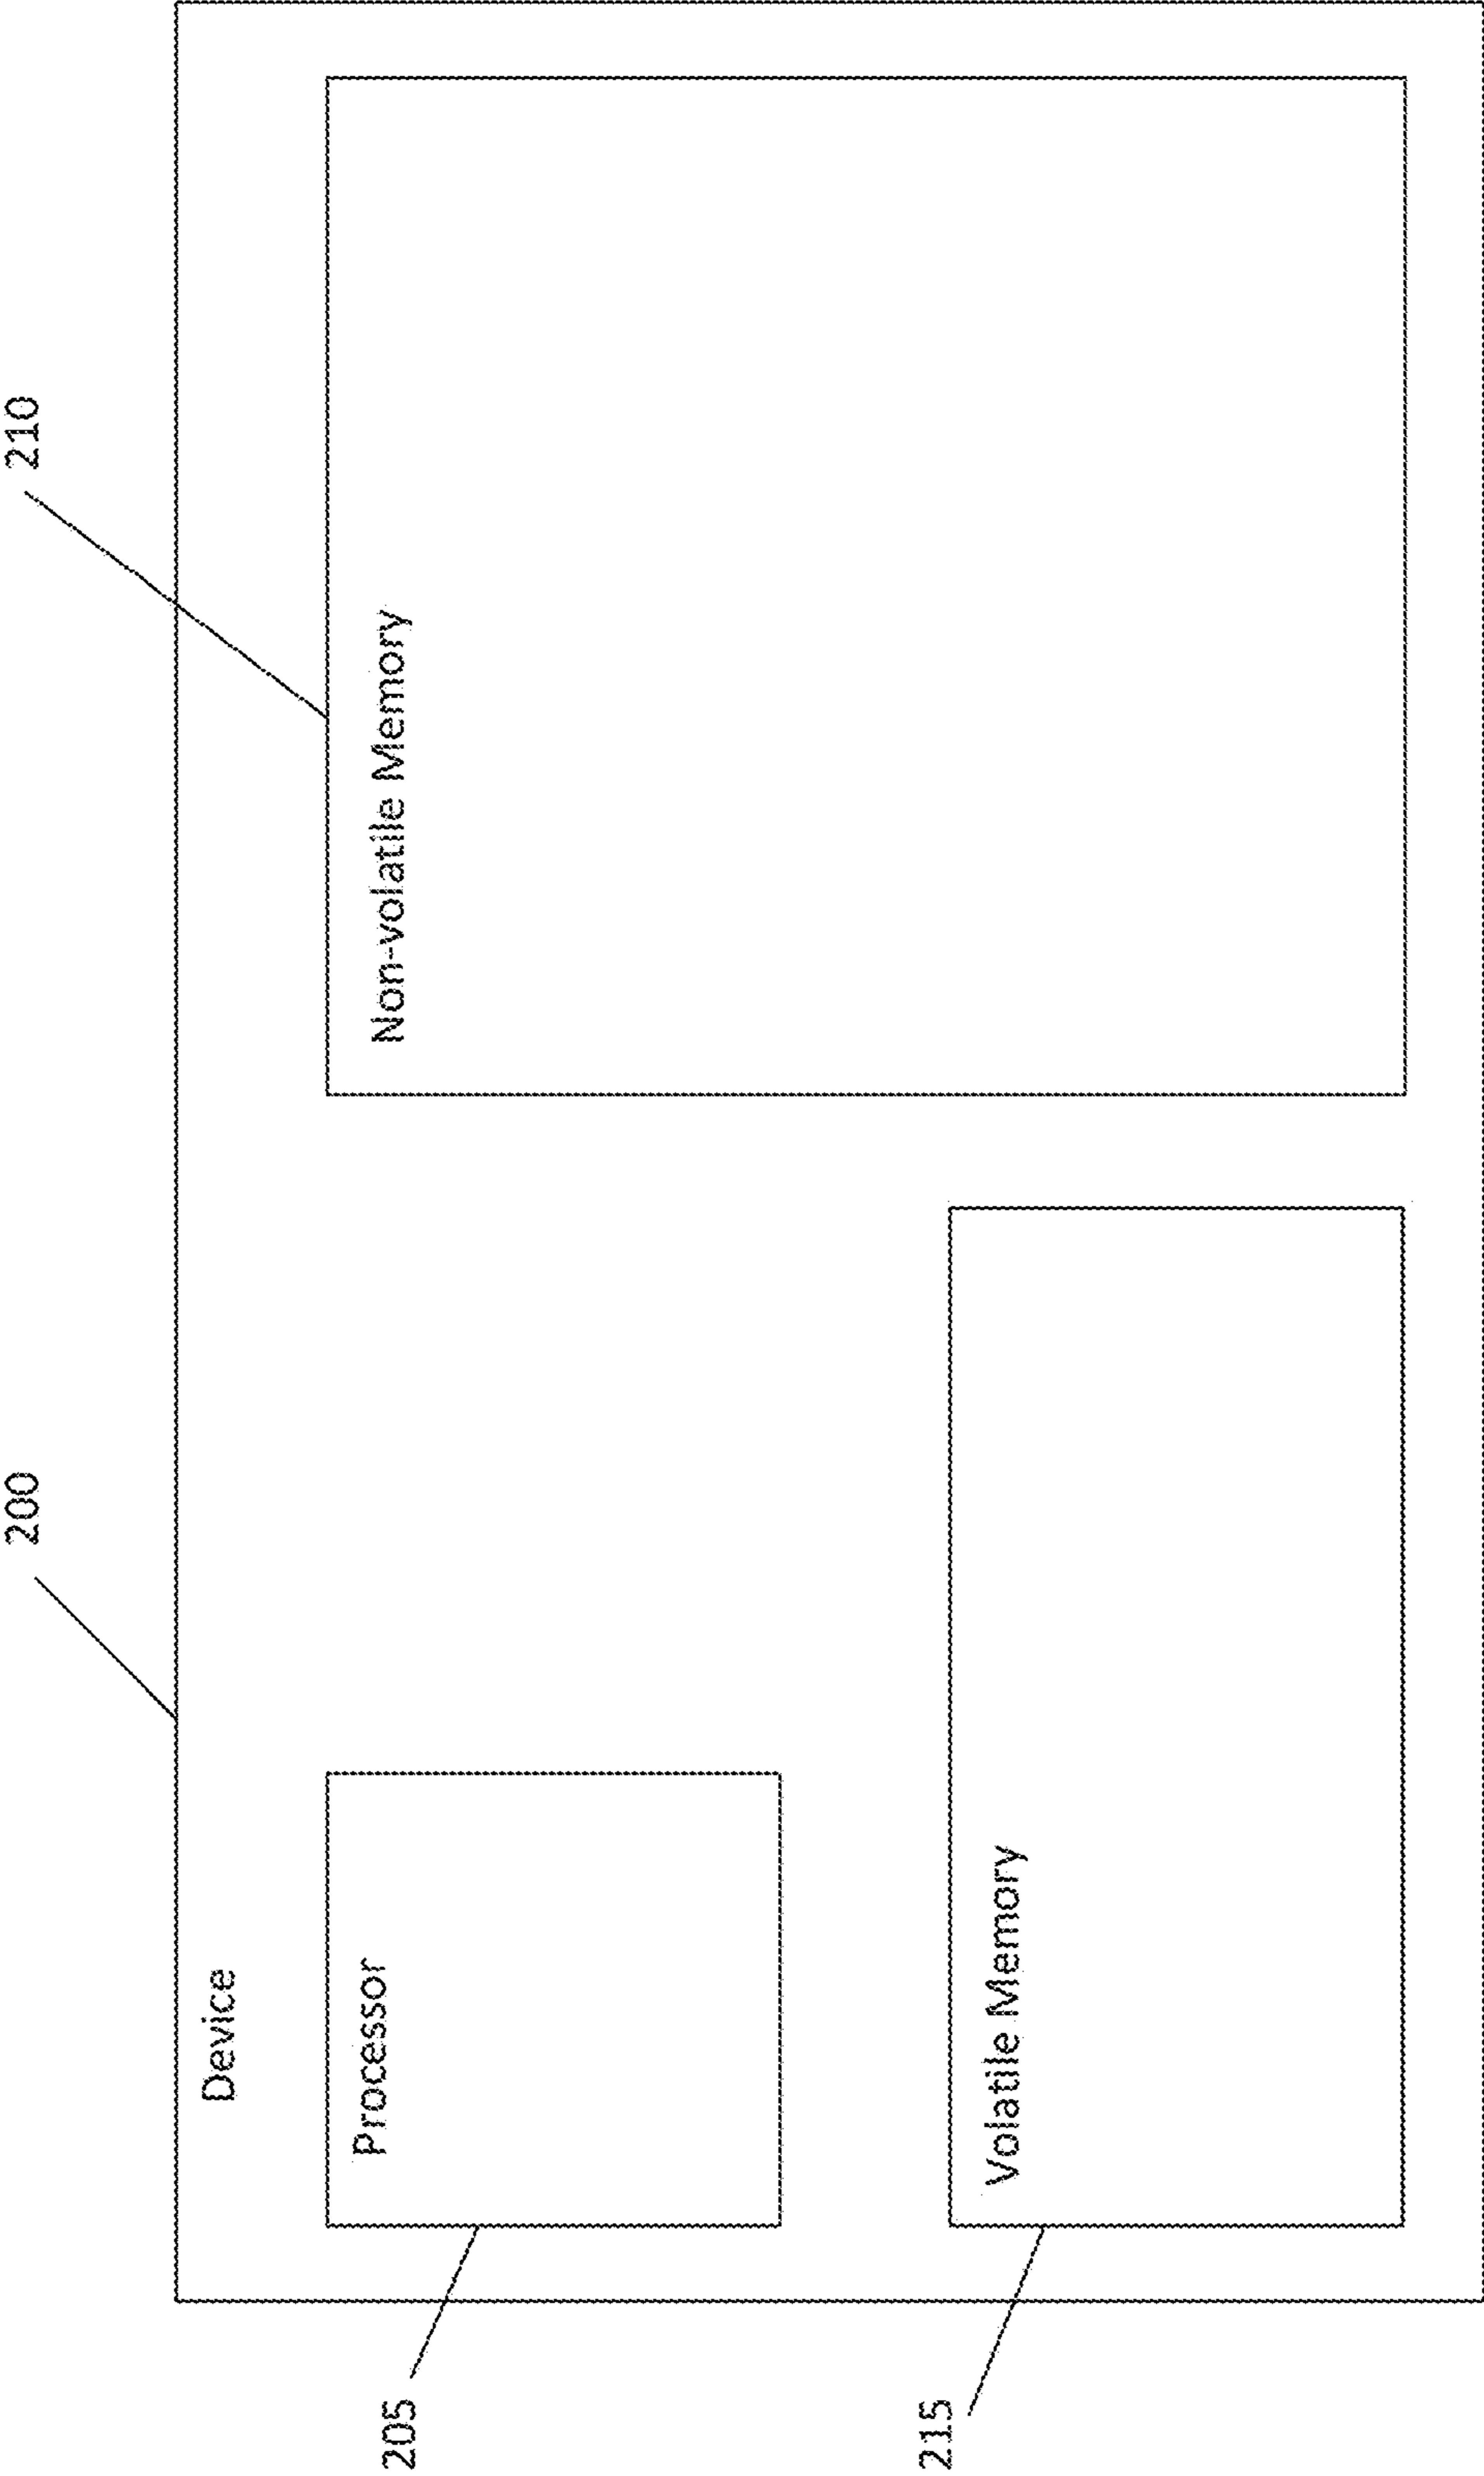 200
210
Device
205
Processor
Non-volatile Memory
215
Volatile Memory